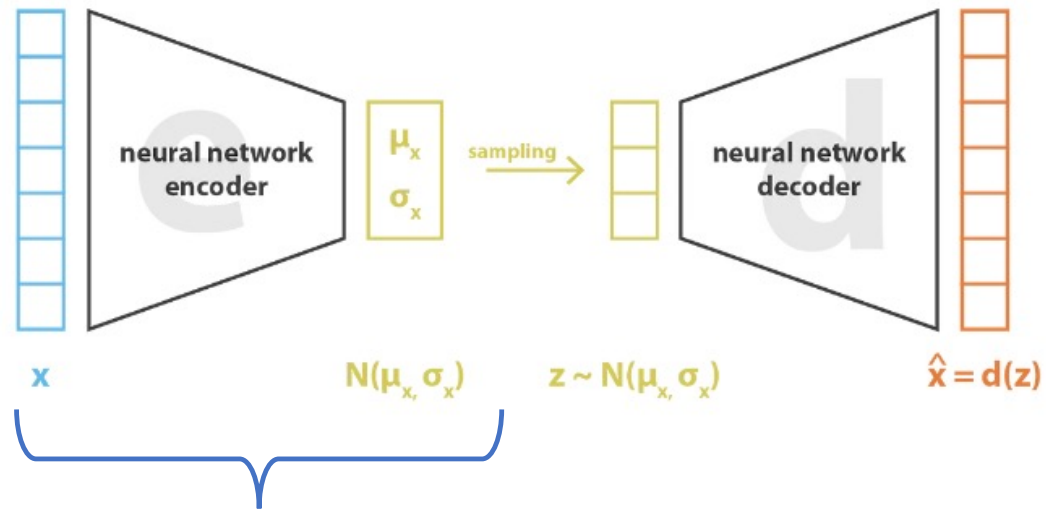 e
neural network
encoder
μₓ
σₓ
sampling
d
neural network
decoder
x
N(μₓ, σₓ)
z ~ N(μₓ, σₓ)
x̂ = d(z)